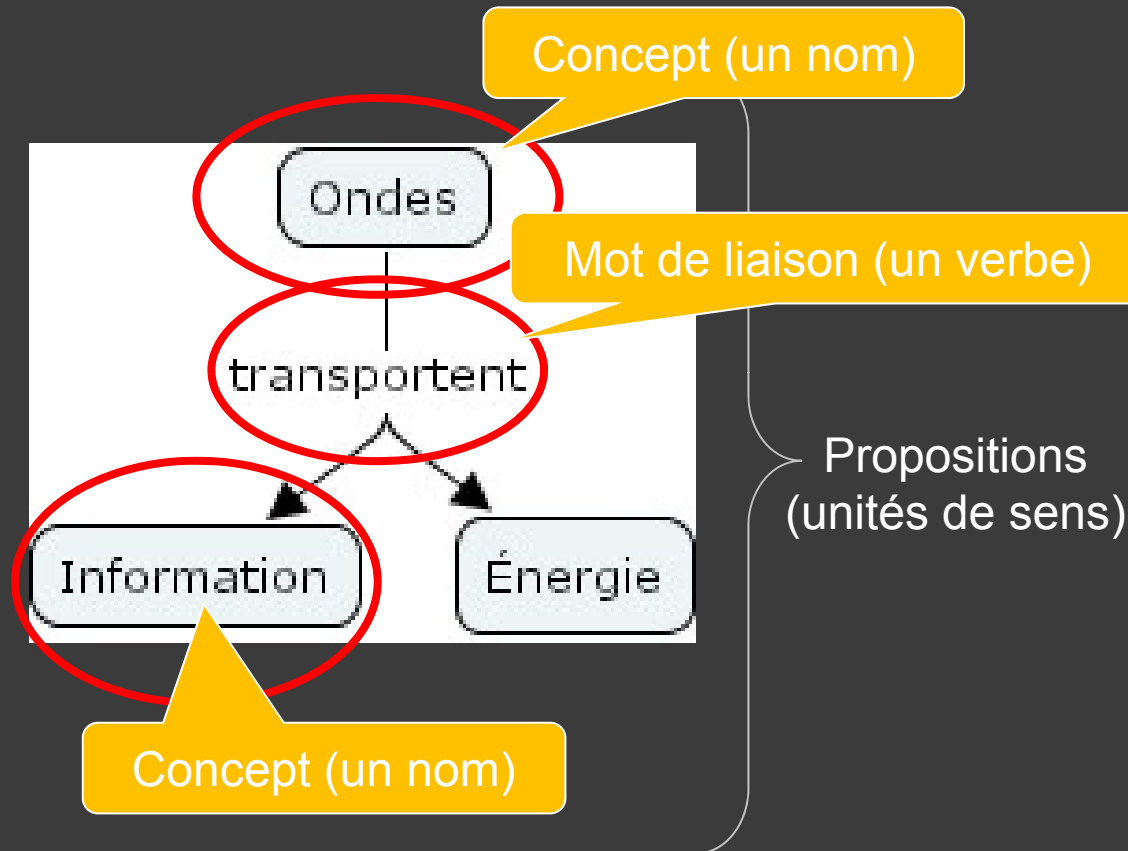 Concept (un nom)
Ondes
Mot de liaison (un verbe)
transportent
Propositions
(unités de sens)
Information
Énergie
Concept (un nom)